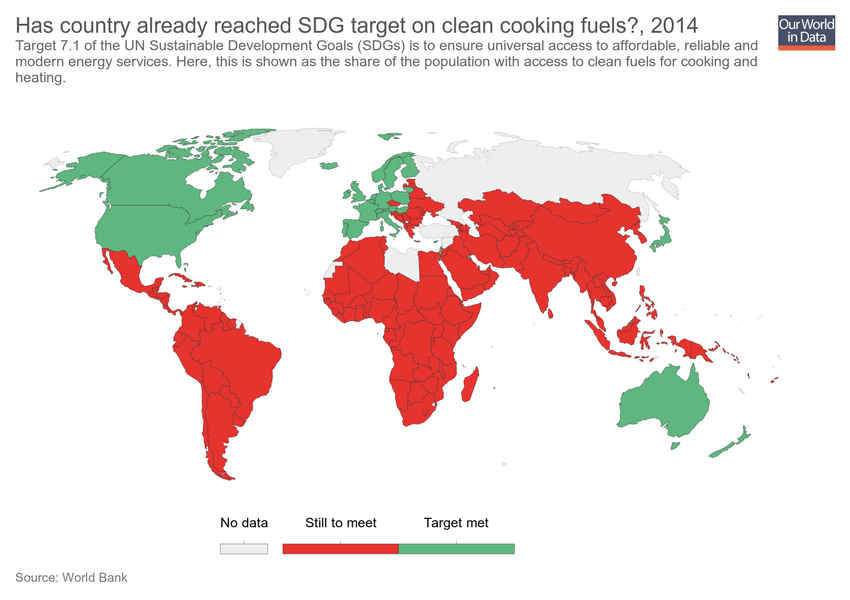 Has country already reached SDG target on clean cooking fuels?, 2014
Our World
in Data
Target 7.1 of the UN Sustainable Development Goals (SDGs) is to ensure universal access to affordable, reliable and
modern energy services. Here, this is shown as the share of the population with access to clean fuels for cooking and
heating.
No data
Still to meet
Target met
Source: World Bank